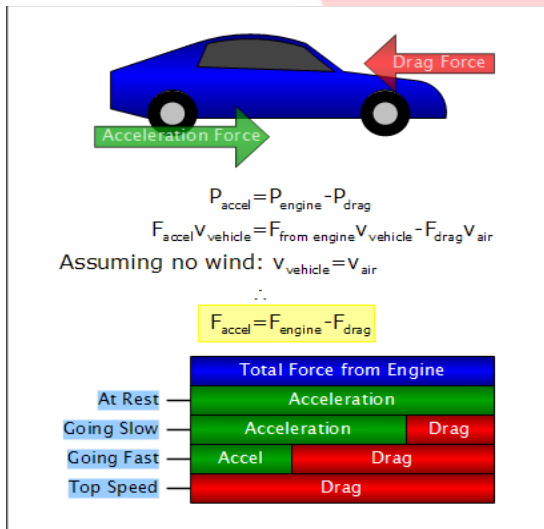 Drag Force
Acceleration Force
P_accel=P_engine-P_drag
F_accel v_vehicle=F_from engine v_vehicle-F_drag v_air
Assuming no wind: v_vehicle=v_air
∴
F_accel=F_engine-F_drag
Total Force from Engine
At Rest Acceleration
Going Slow Acceleration Drag
Going Fast Accel Drag
Top Speed Drag